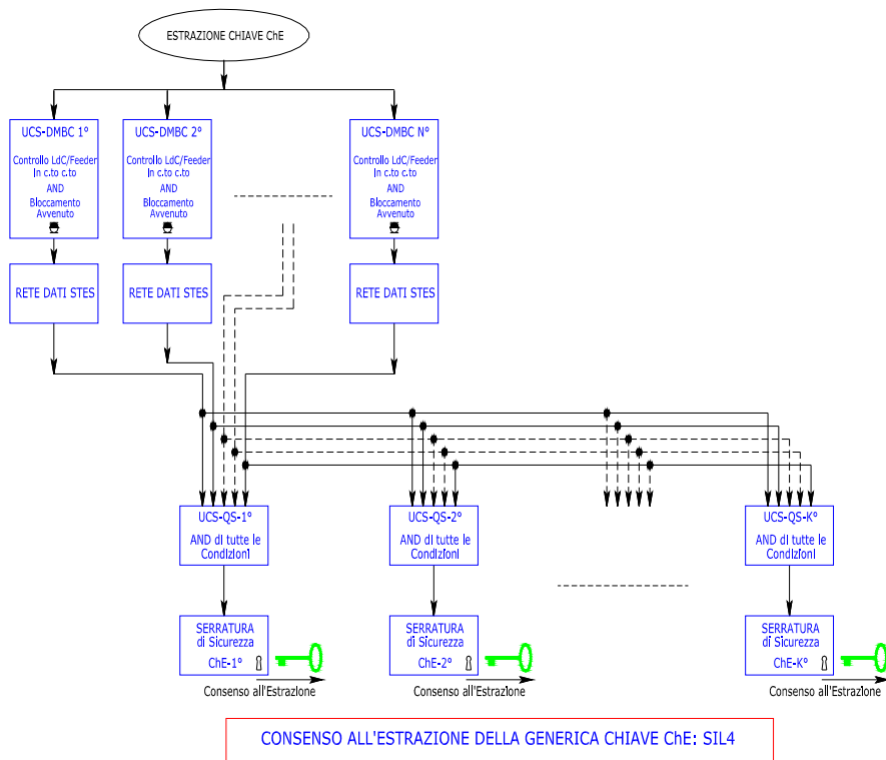 ESTRAZIONE CHIAVE ChE
UCS-DMBC 1°
Controllo LdC/Feeder
In c.to c.to
AND
Bloccamento
Avvenuto
UCS-DMBC 2°
Controllo LdC/Feeder
In c.to c.to
AND
Bloccamento
Avvenuto
UCS-DMBC N°
Controllo LdC/Feeder
In c.to c.to
AND
Bloccamento
Avvenuto
RETE DATI STES
RETE DATI STES
RETE DATI STES
UCS-QS-1°
AND di tutte le
Condizioni
UCS-QS-2°
AND di tutte le
Condizioni
UCS-QS-K°
AND di tutte le
Condizioni
SERRATURA
di Sicurezza
ChE-1°
Consenso all'Estrazione
SERRATURA
di Sicurezza
ChE-2°
Consenso all'Estrazione
SERRATURA
di Sicurezza
ChE-K°
Consenso all'Estrazione
CONSENSO ALL'ESTRAZIONE DELLA GENERICA CHIAVE ChE: SIL4